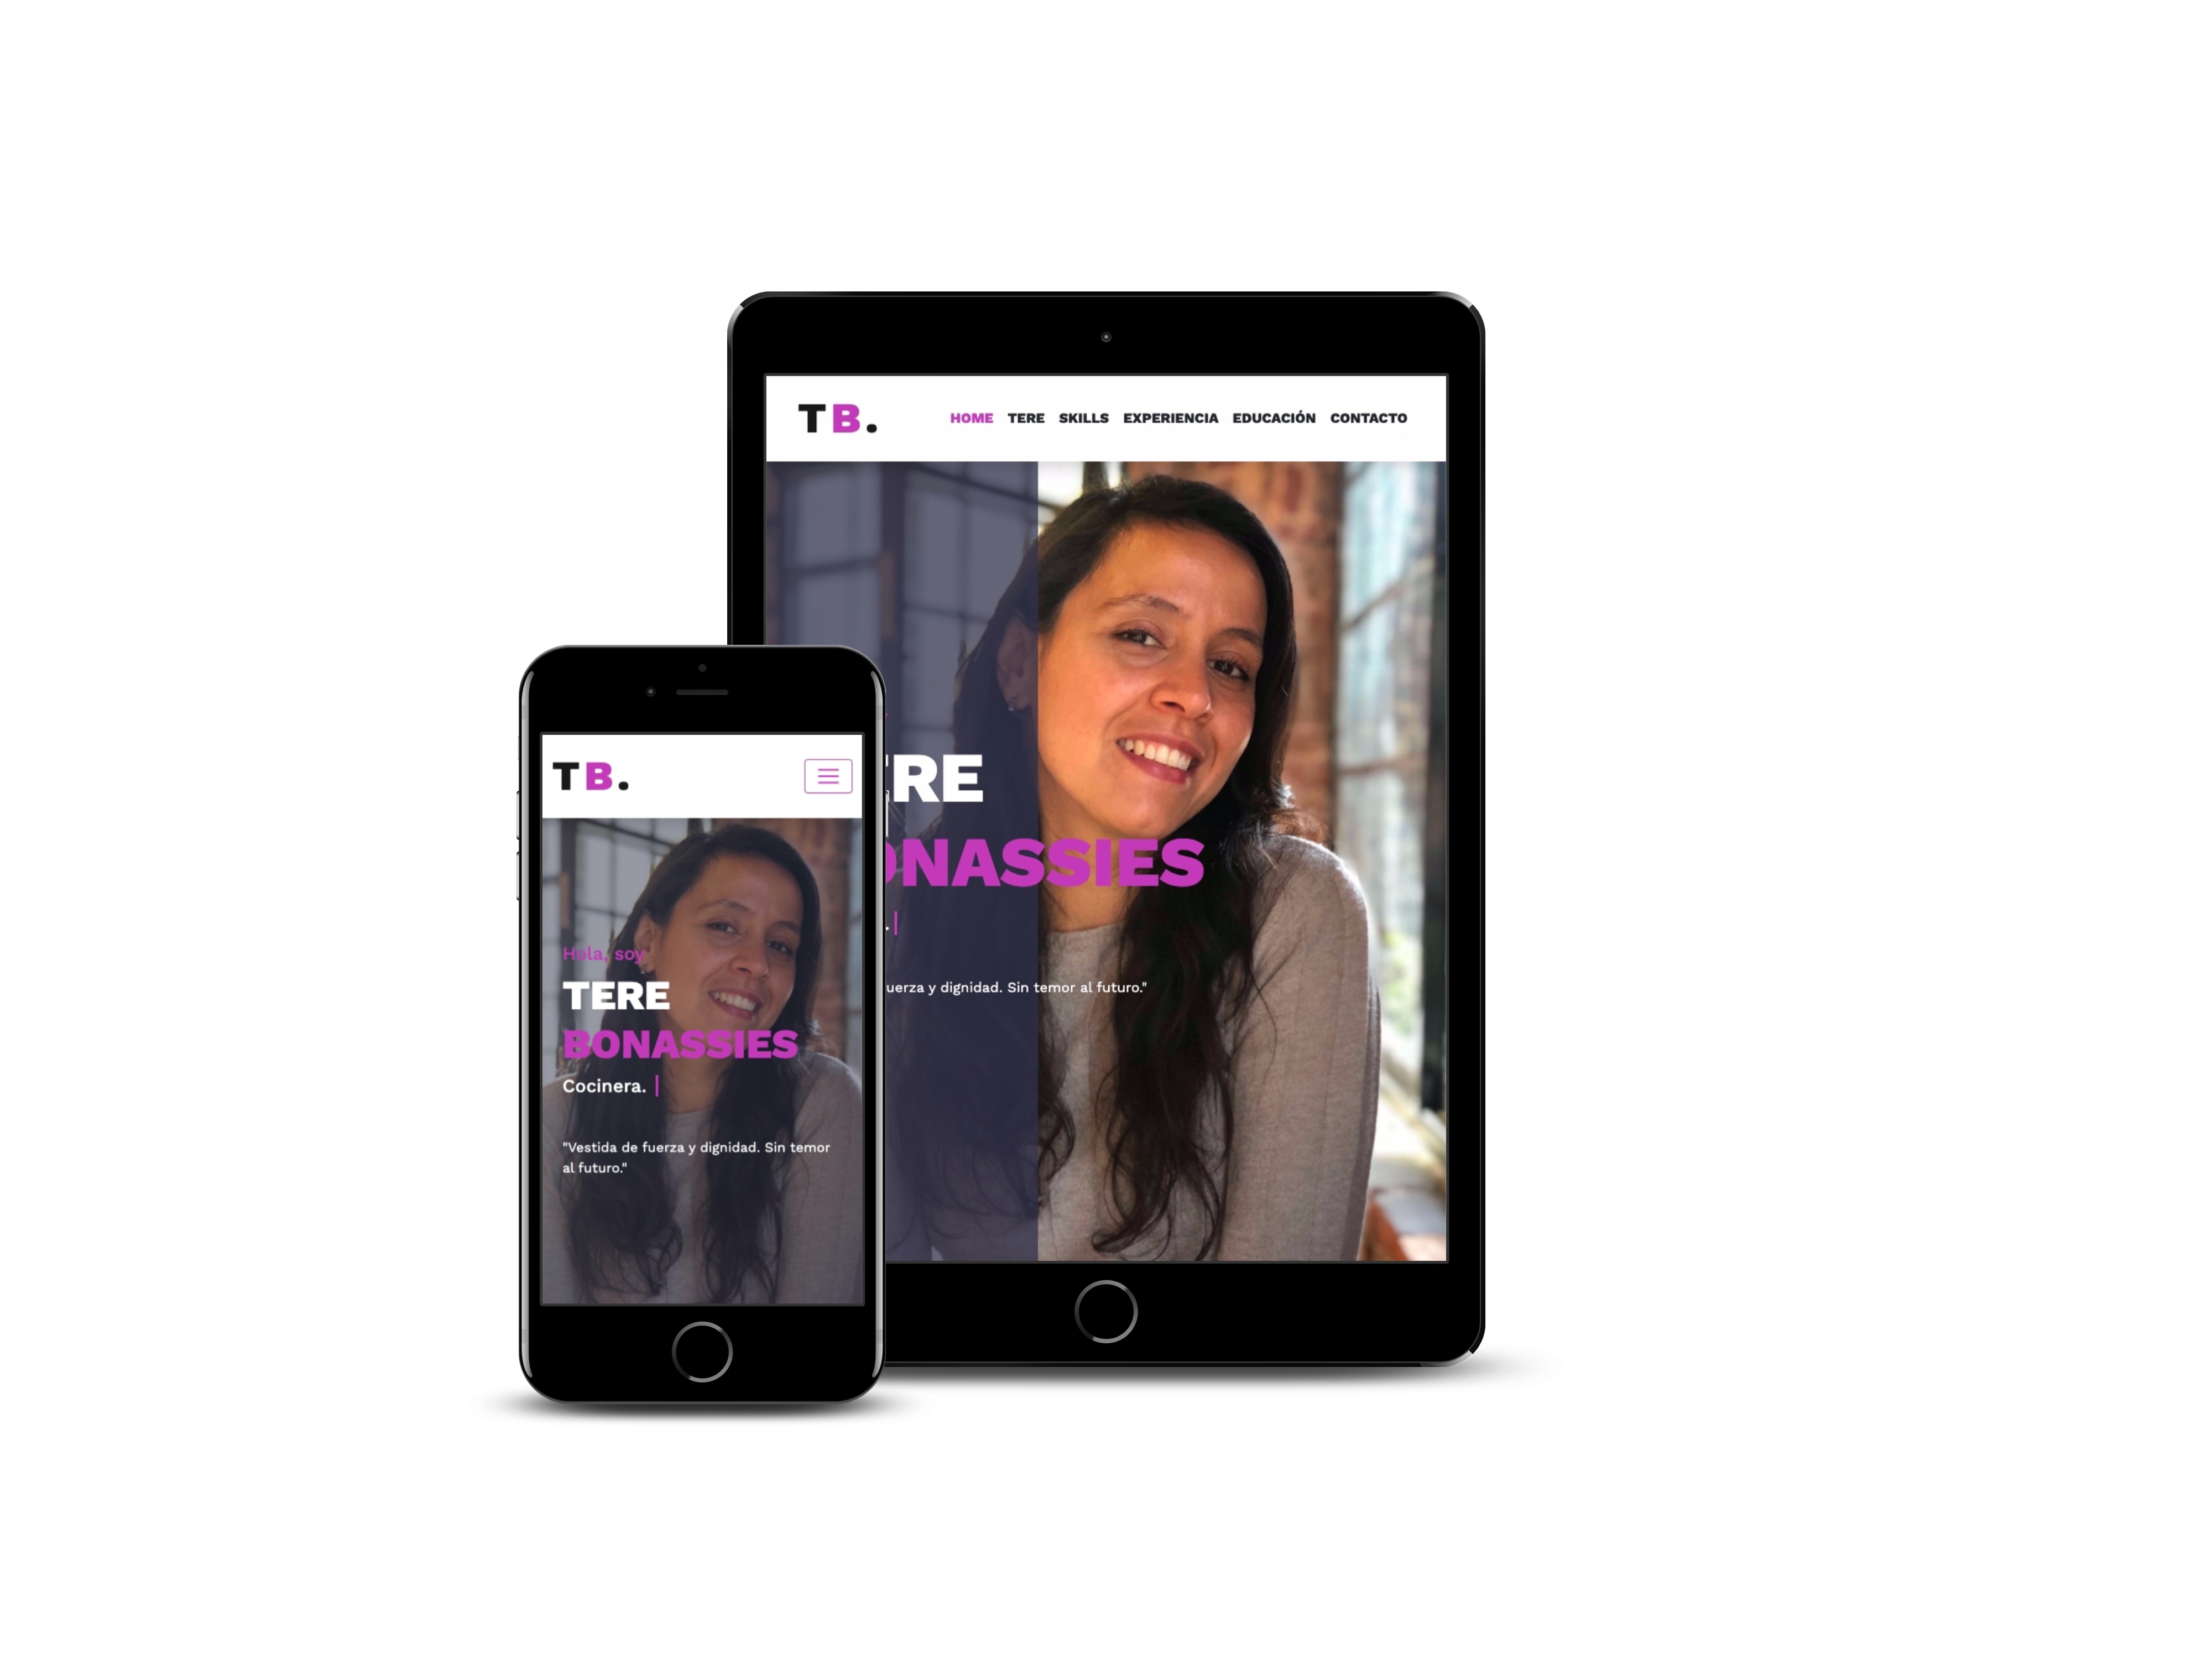 TB.
HOME TERE SKILLS EXPERIENCIA EDUCACIÓN CONTACTO
TB.
Hola, soy
TERE
BONASSIES
Cocinera.
"Vestida de fuerza y dignidad. Sin temor
al futuro."
RE
NASSIES
y dignidad. Sin temor al futuro."